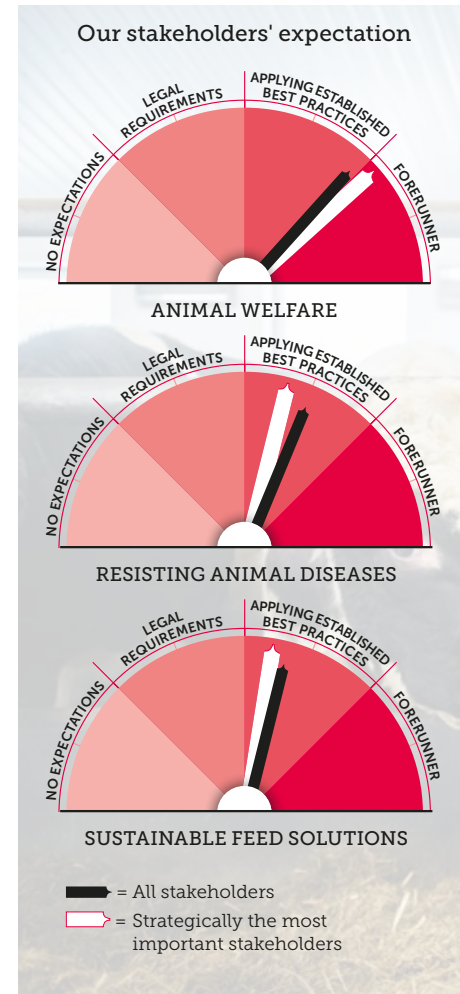 Our stakeholders' expectation
NO EXPECTATIONS
LEGAL
REQUIREMENTS
APPLYING ESTABLISHED
BEST PRACTICES
FORERUNNER
ANIMAL WELFARE
NO EXPECTATIONS
LEGAL
REQUIREMENTS
APPLYING ESTABLISHED
BEST PRACTICES
FORERUNNER
RESISTING ANIMAL DISEASES
NO EXPECTATIONS
LEGAL
REQUIREMENTS
APPLYING ESTABLISHED
BEST PRACTICES
FORERUNNER
SUSTAINABLE FEED SOLUTIONS
= All stakeholders
= Strategically the most
important stakeholders